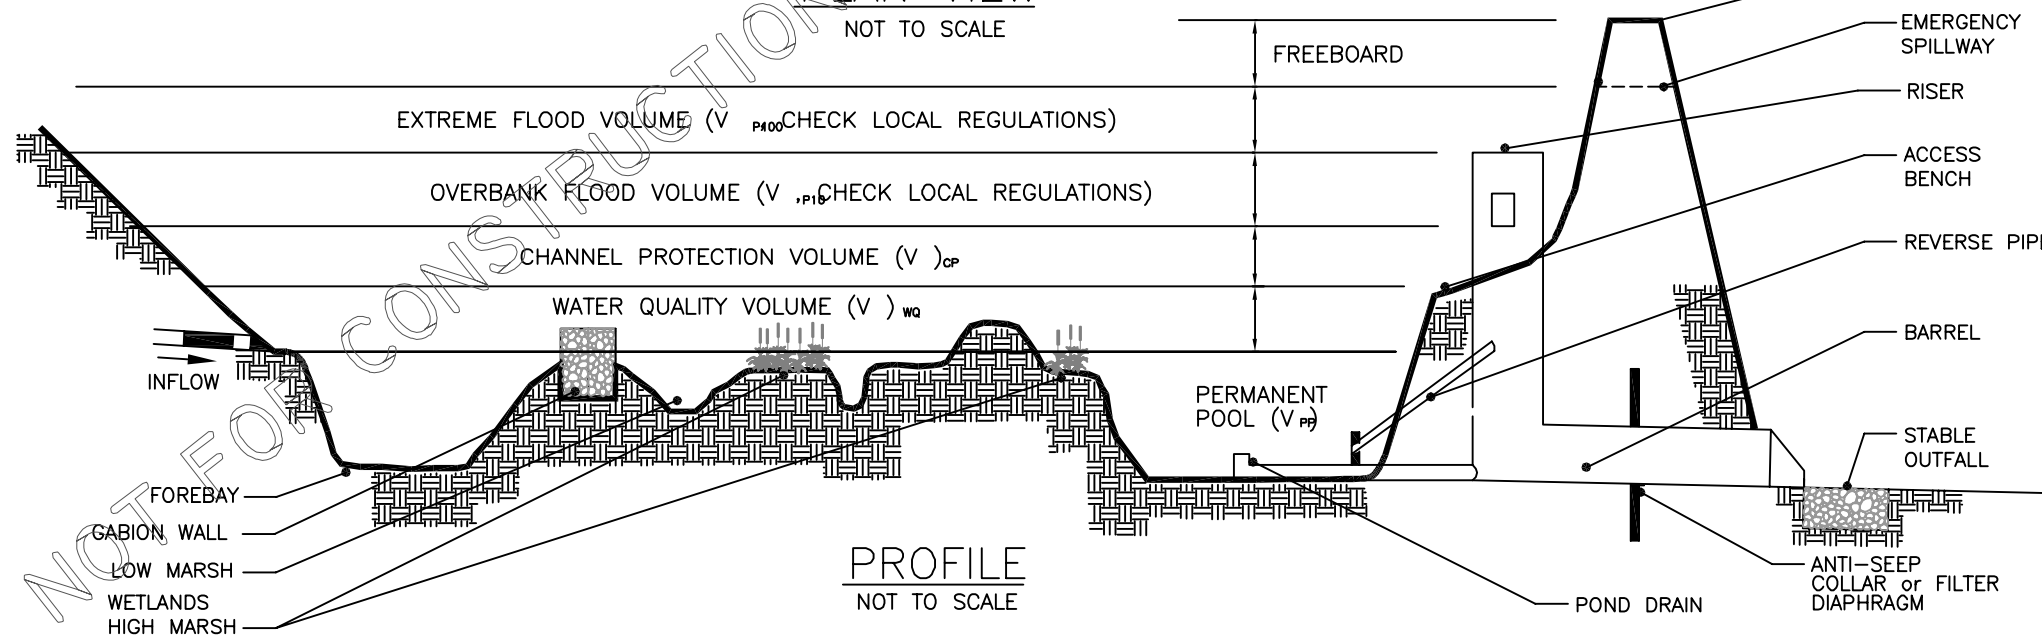 NOT TO SCALE
FREEBOARD
EMERGENCY
SPILLWAY
RISER
EXTREME FLOOD VOLUME (V P100 CHECK LOCAL REGULATIONS)
ACCESS
BENCH
OVERBANK FLOOD VOLUME (V ,P10 CHECK LOCAL REGULATIONS)
REVERSE
CHANNEL PROTECTION VOLUME (V )CP
WATER QUALITY VOLUME (V )WQ
BARREL
INFLOW
PERMANENT
POOL (V PP)
STABLE
OUTFALL
FOREBAY
GABION WALL
LOW MARSH
WETLANDS
HIGH MARSH
PROFILE
NOT TO SCALE
POND DRAIN
ANTI-SEEP
COLLAR or FILTER
DIAPHRAGM
NOT FOR CONSTRUCTION